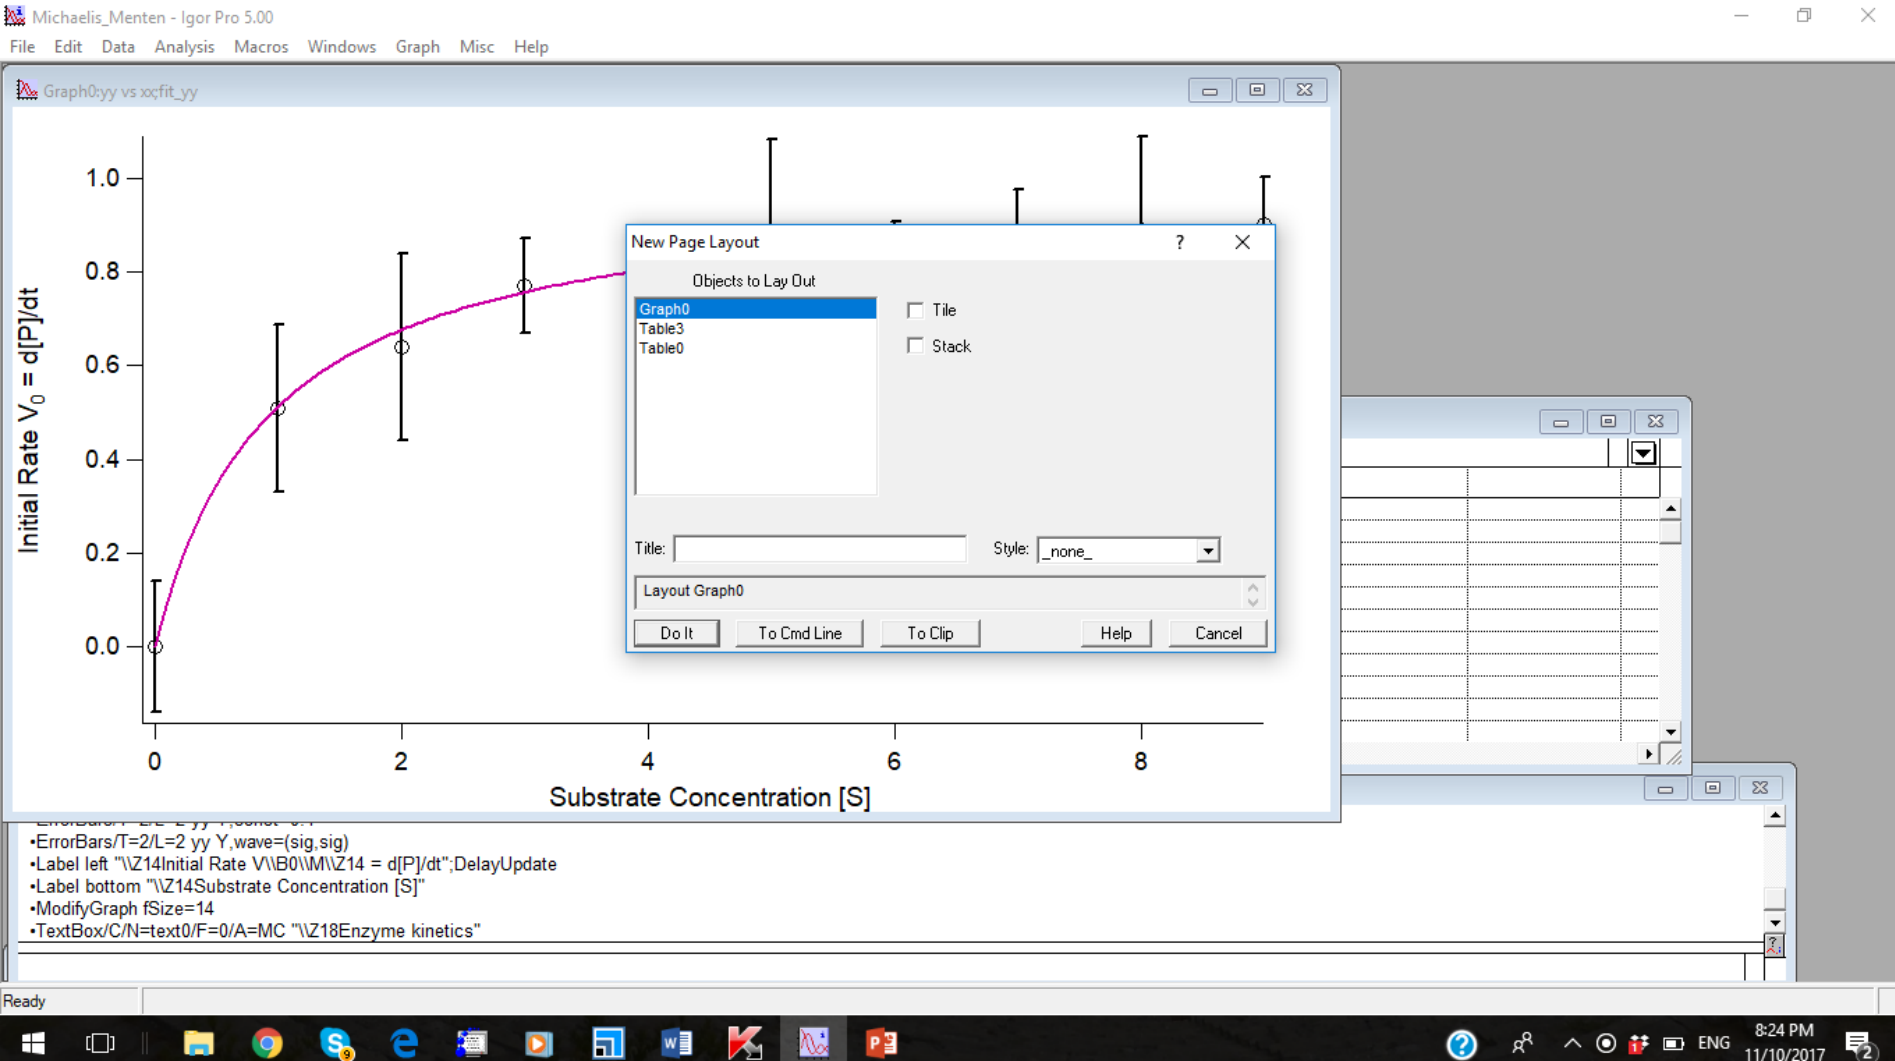 Michaelis_Menten - Igor Pro 5.00
File Edit Data Analysis Macros Windows Graph Misc Help
Graph0:yy vs xx;fit_yy
1.0
0.8
0.6
0.4
0.2
0.0
Initial Rate V0 = d[P]/dt
0 2 4 6 8
Substrate Concentration [S]
New Page Layout ?
Objects to Lay Out
Graph0
Table3
Table0
Tile
Stack
Title:
Style: _none_
Layout Graph0
Do It To Cmd Line To Clip Help Cancel
•ErrorBars/T=2/L=2 yy Y,wave=(sig,sig)
•Label left "\\Z14Initial Rate V\\B0\\M\\Z14 = d[P]/dt";DelayUpdate
•Label bottom "\\Z14Substrate Concentration [S]"
•ModifyGraph fSize=14
•TextBox/C/N=text0/F=0/A=MC "\\Z18Enzyme kinetics"
Ready
9
1
ENG
8:24 PM
11/10/2017
2